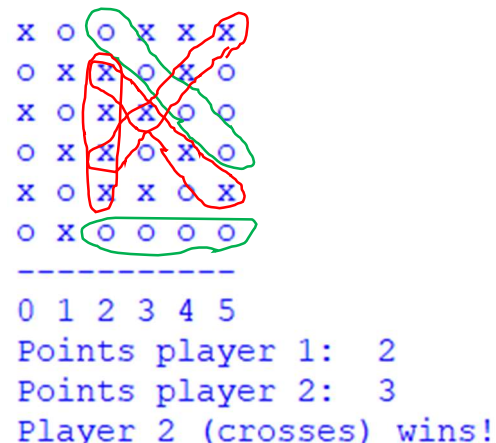 x o o x x x
o x x o x o
x o x x o o
o x x o x o
x o x x o x
o x o o o o
-----------
0 1 2 3 4 5
Points player 1:  2
Points player 2:  3
Player 2 (crosses) wins!